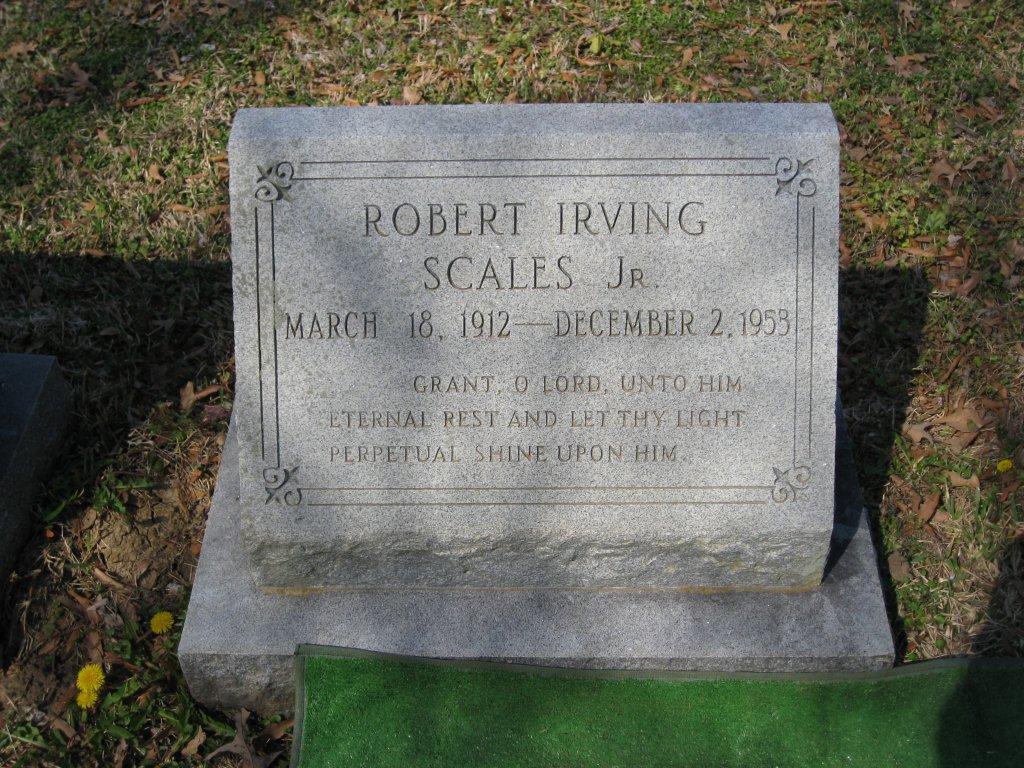 ROBERT IRVING
SCALES JR.
MARCH 18, 1912—DECEMBER 2, 1953
GRANT, O LORD, UNTO HIM
ETERNAL REST AND LET THY LIGHT
PERPETUAL SHINE UPON HIM.